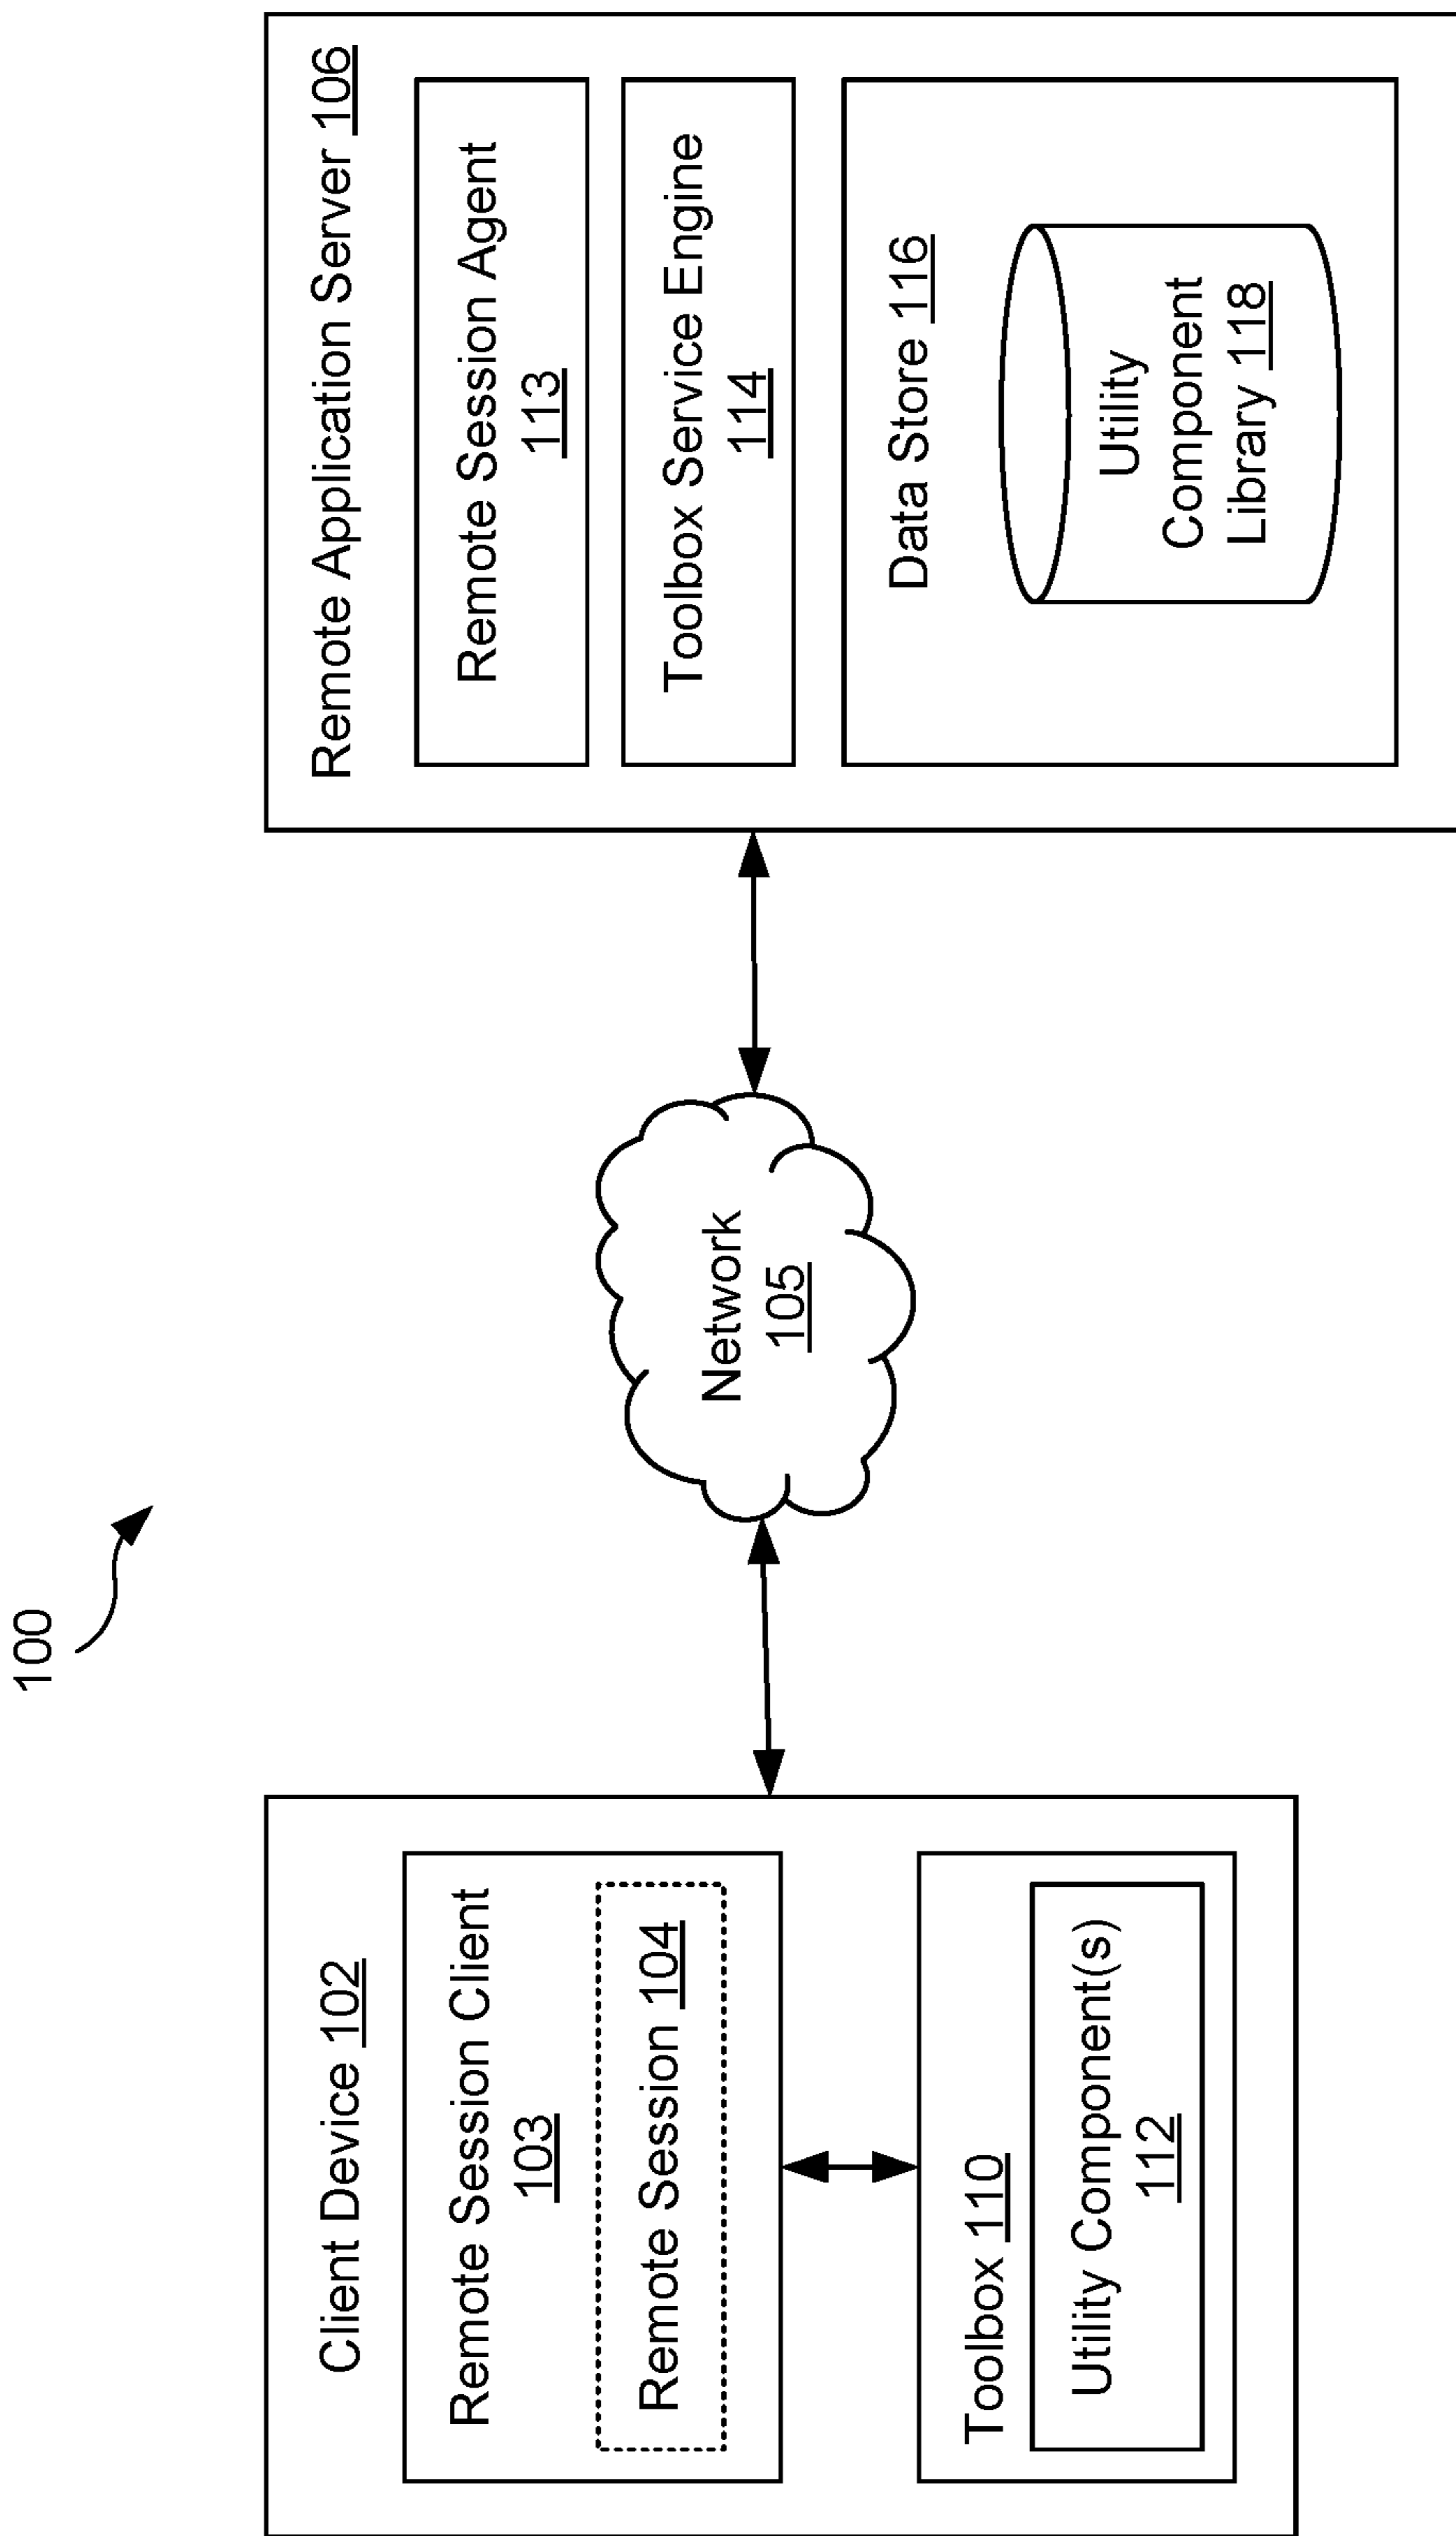 100
Client Device 102
Remote Session Client
103
Remote Session 104
Toolbox 110
Utility Component(s)
112
Network
105
Remote Application Server 106
Remote Session Agent
113
Toolbox Service Engine
114
Data Store 116
Utility
Component
Library 118